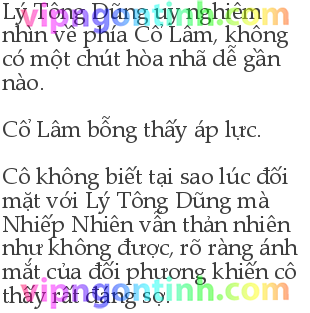 Lý Tông Dũng uy nghiêm
nhìn về phía Cổ Lâm, không
có một chút hòa nhã dễ gần
nào.
Cổ Lâm bỗng thấy áp lực.
Cô không biết tại sao lúc đối
mặt với Lý Tông Dũng mà
Nhiếp Nhiên vẫn thản nhiên
như không được, rõ ràng ánh
mắt của đối phương khiến cô
thấy rất đáng sợ.
vipngontinh.com
vipngontinh.com